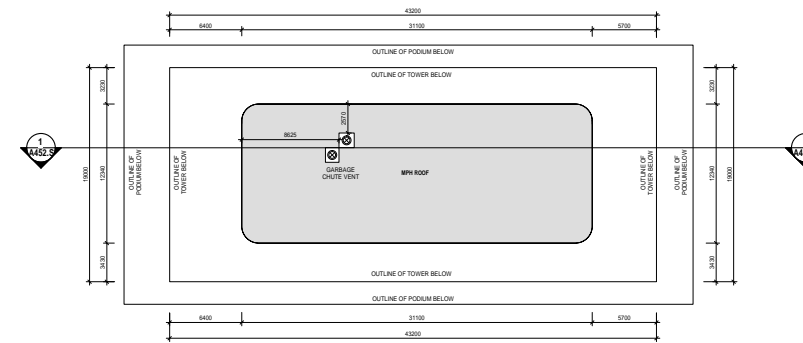 43200
6400 31100 5700
OUTLINE OF PODIUM BELOW
OUTLINE OF TOWER BELOW
3230
3230
2970
8625
1
A452.S
A4
19000
12340
OUTLINE OF
PODIUM BELOW
OUTLINE OF
TOWER BELOW
GARBAGE
CHUTE VENT
MPH ROOF
OUTLINE OF
TOWER BELOW
OUTLINE OF
PODIUM BELOW
12340
19000
3430
3430
OUTLINE OF TOWER BELOW
OUTLINE OF PODIUM BELOW
6400 31100 5700
43200